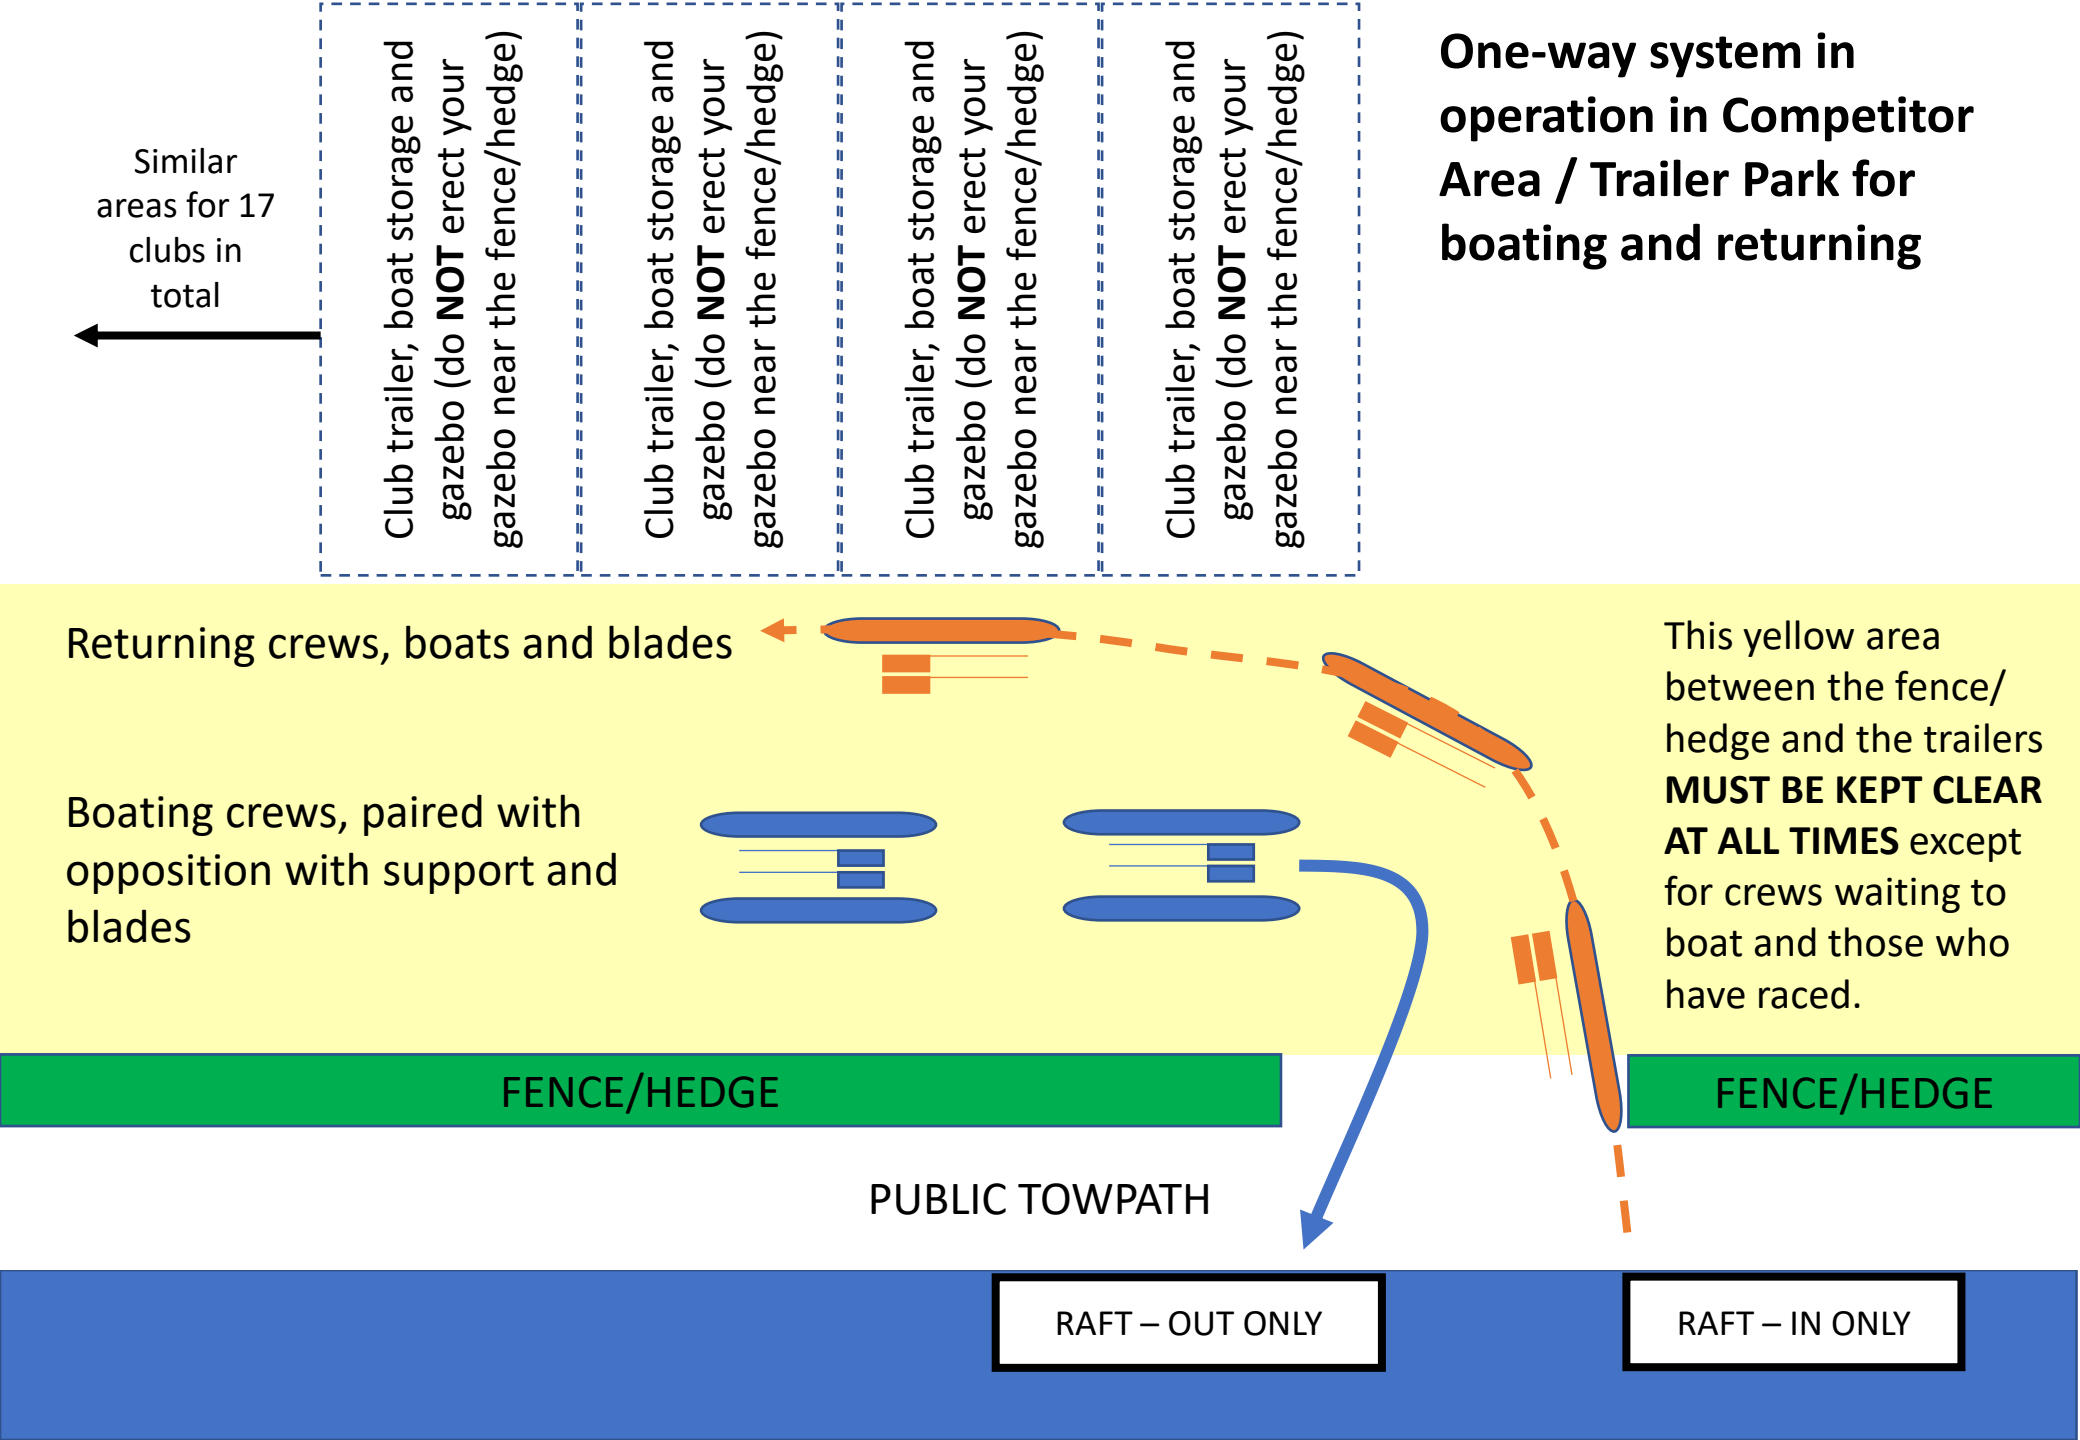 One-way system in
operation in Competitor
Area / Trailer Park for
boating and returning
Similar
areas for 17
clubs in
total
Club trailer, boat storage and
gazebo (do NOT erect your
gazebo near the fence/hedge)
Club trailer, boat storage and
gazebo (do NOT erect your
gazebo near the fence/hedge)
Club trailer, boat storage and
gazebo (do NOT erect your
gazebo near the fence/hedge)
Club trailer, boat storage and
gazebo (do NOT erect your
gazebo near the fence/hedge)
Returning crews, boats and blades
Boating crews, paired with
opposition with support and
blades
This yellow area
between the fence/
hedge and the trailers
MUST BE KEPT CLEAR
AT ALL TIMES except
for crews waiting to
boat and those who
have raced.
FENCE/HEDGE
FENCE/HEDGE
PUBLIC TOWPATH
RAFT – OUT ONLY
RAFT – IN ONLY